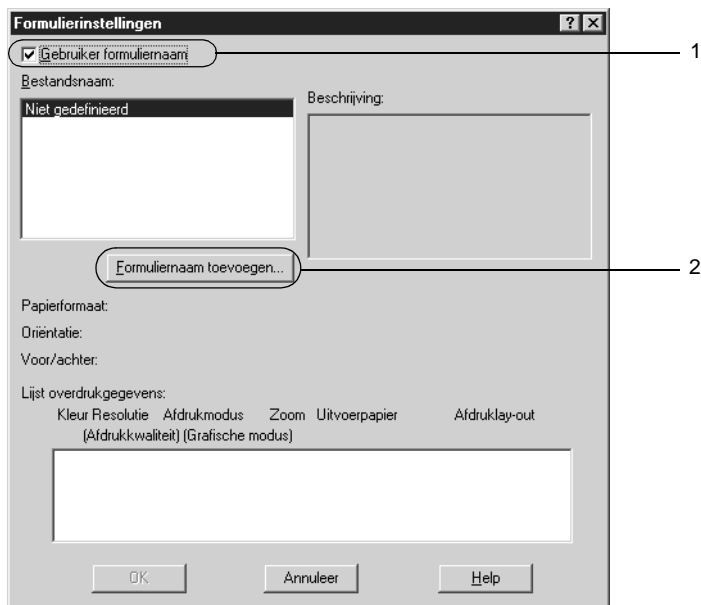 Formulierinstellingen
Gebruiker formuliernaam
1
Bestandsnaam:
Niet gedefinieerd
Beschrijving:
Formuliernaam toevoegen...
2
Papierformaat:
Oriëntatie:
Voor/achter:
Lijst overdrukgegevens:
Kleur Resolutie Afdrukmodus Zoom Uitvoerpapier Afdruklay-out
(Afdrukkwaliteit) (Grafische modus)
OK Annuleer Help